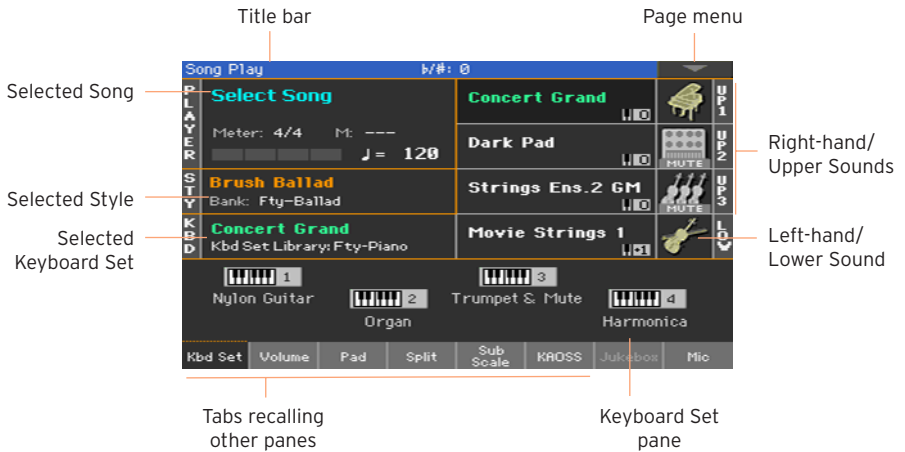 Title bar
Page menu
Song Play
♭/#: 0
Selected Song
PLAYER
Select Song
Meter: 4/4 M: ---
♩= 120
Concert Grand
UP1
Dark Pad
MUTE
UP2
Right-hand/
Upper Sounds
Selected Style
STY
Brush Ballad
Bank: Fty-Ballad
Strings Ens.2 GM
MUTE
UP3
Selected
Keyboard Set
KBD
Concert Grand
Kbd Set Library: Fty-Piano
Movie Strings 1
+1
LOW
Left-hand/
Lower Sound
1
Nylon Guitar
2
Organ
3
Trumpet & Mute
4
Harmonica
Kbd Set Volume Pad Split Sub Scale KAOSS Jukebox Mic
Tabs recalling
other panes
Keyboard Set
pane